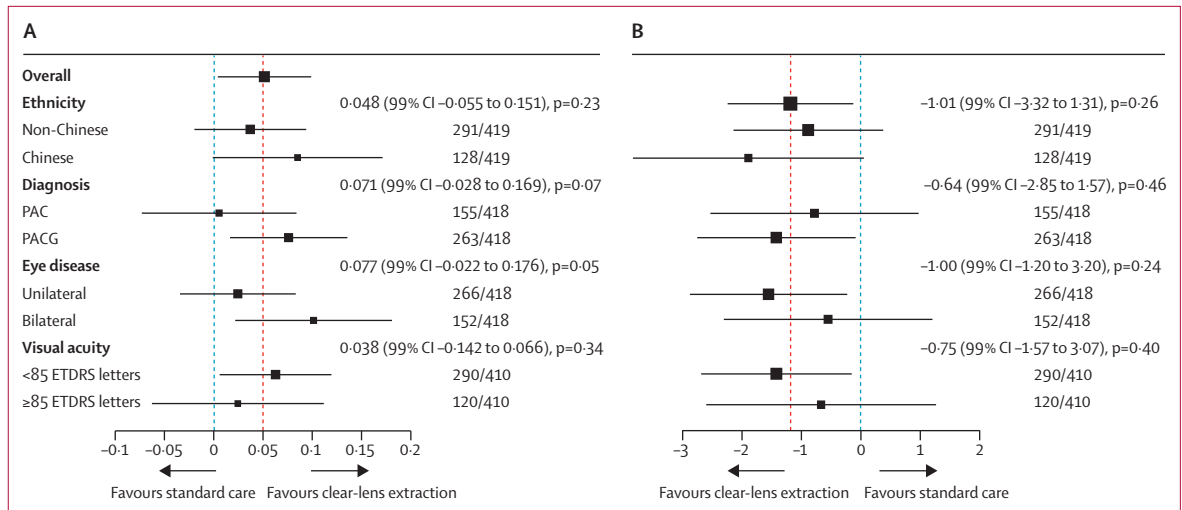 A B
Overall
Ethnicity 0·048 (99% CI –0·055 to 0·151), p=0·23 –1·01 (99% CI –3·32 to 1·31), p=0·26
Non-Chinese 291/419 291/419
Chinese 128/419 128/419
Diagnosis 0·071 (99% CI –0·028 to 0·169), p=0·07 –0·64 (99% CI –2·85 to 1·57), p=0·46
PAC 155/418 155/418
PACG 263/418 263/418
Eye disease 0·077 (99% CI –0·022 to 0·176), p=0·05 –1·00 (99% CI –1·20 to 3·20), p=0·24
Unilateral 266/418 266/418
Bilateral 152/418 152/418
Visual acuity 0·038 (99% CI –0·142 to 0·066), p=0·34 –0·75 (99% CI –1·57 to 3·07), p=0·40
<85 ETDRS letters 290/410 290/410
≥85 ETDRS letters 120/410 120/410
–0·1 –0·05 0 0·05 0·1 0·15 0·2 –3 –2 –1 0 1 2
Favours standard care Favours clear-lens extraction Favours clear-lens extraction Favours standard care